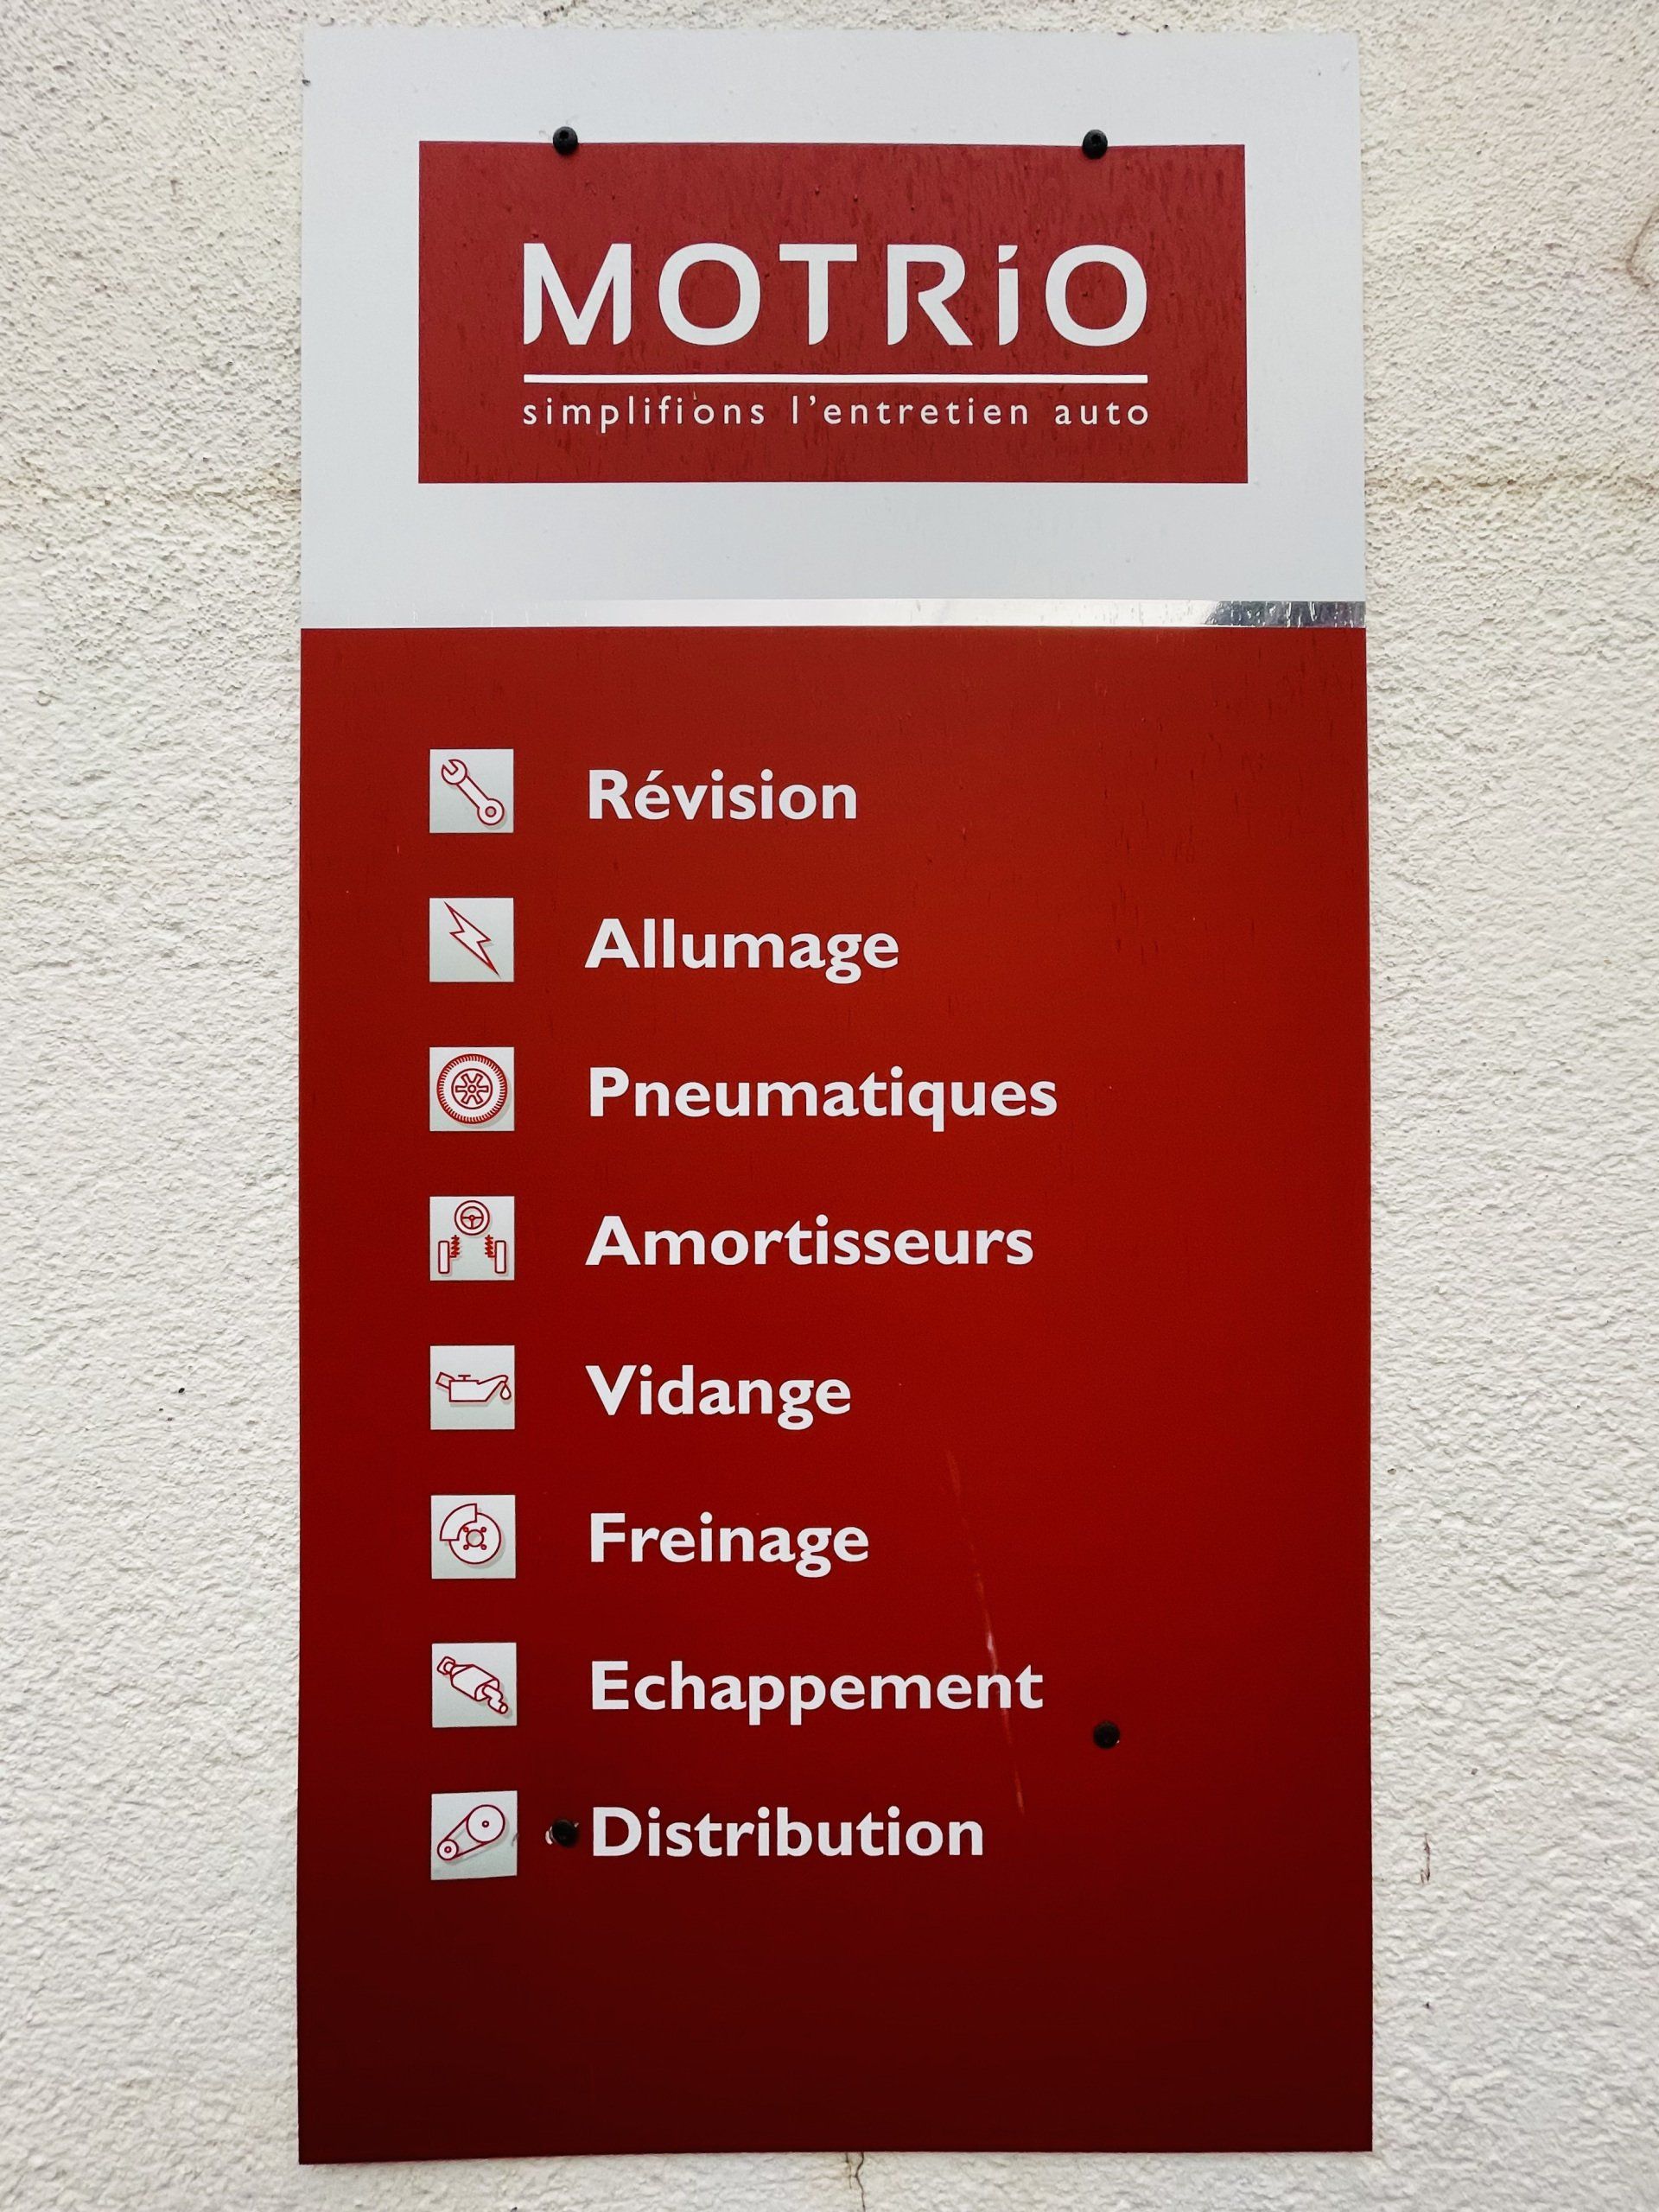 MOTRiO
simplifions l'entretien auto
Révision
Allumage
Pneumatiques
Amortisseurs
Vidange
Freinage
Echappement
Distribution